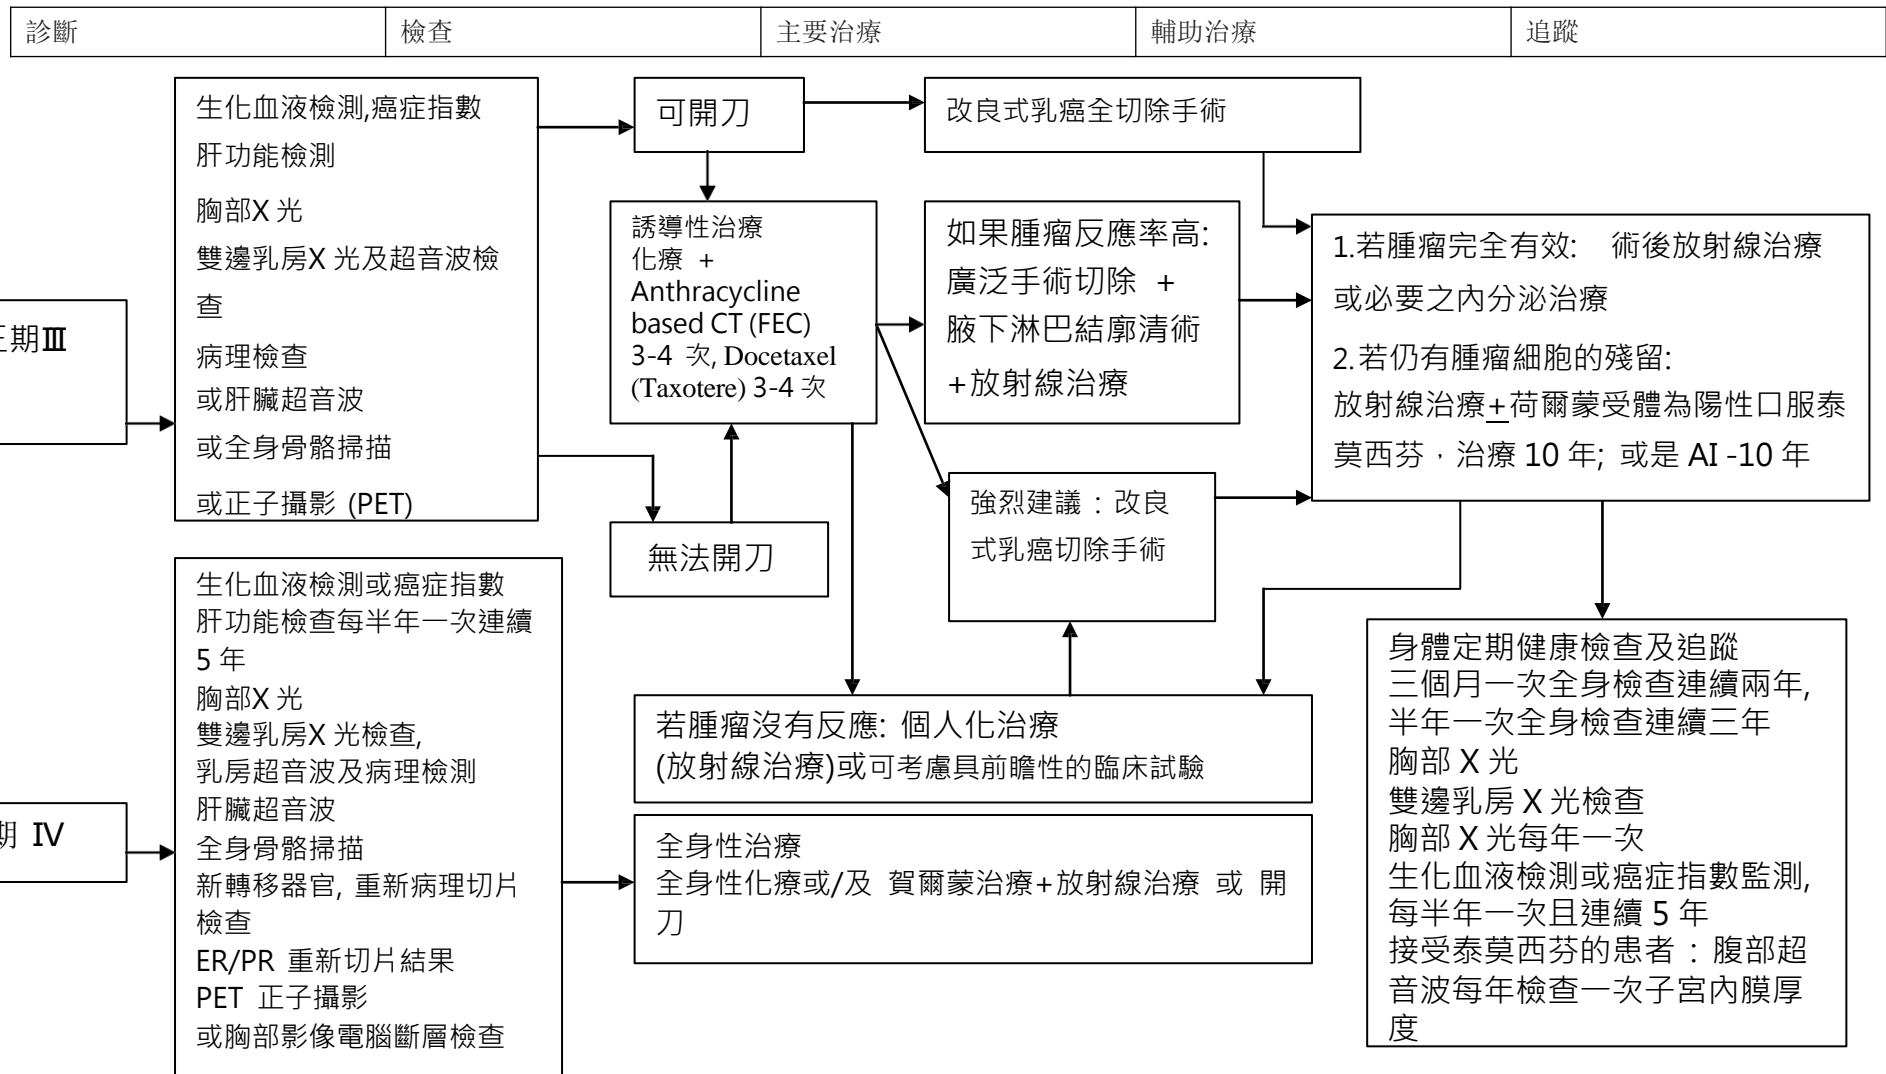 診斷
檢查
主要治療
輔助治療
追蹤
生化血液檢測,癌症指數
肝功能檢測
胸部X 光
雙邊乳房X 光及超音波檢
查
病理檢查
或肝臟超音波
或全身骨骼掃描
或正子攝影 (PET)
可開刀
改良式乳癌全切除手術
誘導性治療
化療 +
Anthracycline
based CT (FEC)
3-4 次, Docetaxel
(Taxotere) 3-4 次
如果腫瘤反應率高:
廣泛手術切除 +
腋下淋巴結廓清術
+放射線治療
1.若腫瘤完全有效: 術後放射線治療
或必要之內分泌治療
2.若仍有腫瘤細胞的殘留:
放射線治療+荷爾蒙受體為陽性口服泰
莫西芬，治療 10 年; 或是 AI -10 年
期Ⅲ
無法開刀
強烈建議：改良
式乳癌切除手術
生化血液檢測或癌症指數
肝功能檢查每半年一次連續
5 年
胸部X 光
雙邊乳房X 光檢查,
乳房超音波及病理檢測
肝臟超音波
全身骨骼掃描
新轉移器官, 重新病理切片
檢查
ER/PR 重新切片結果
PET 正子攝影
或胸部影像電腦斷層檢查
若腫瘤沒有反應: 個人化治療
(放射線治療)或可考慮具前瞻性的臨床試驗
身體定期健康檢查及追蹤
三個月一次全身檢查連續兩年,
半年一次全身檢查連續三年
胸部 X 光
雙邊乳房 X 光檢查
胸部 X 光每年一次
生化血液檢測或癌症指數監測,
每半年一次且連續 5 年
接受泰莫西芬的患者：腹部超
音波每年檢查一次子宮內膜厚
度
期 IV
全身性治療
全身性化療或/及 賀爾蒙治療+放射線治療 或 開
刀